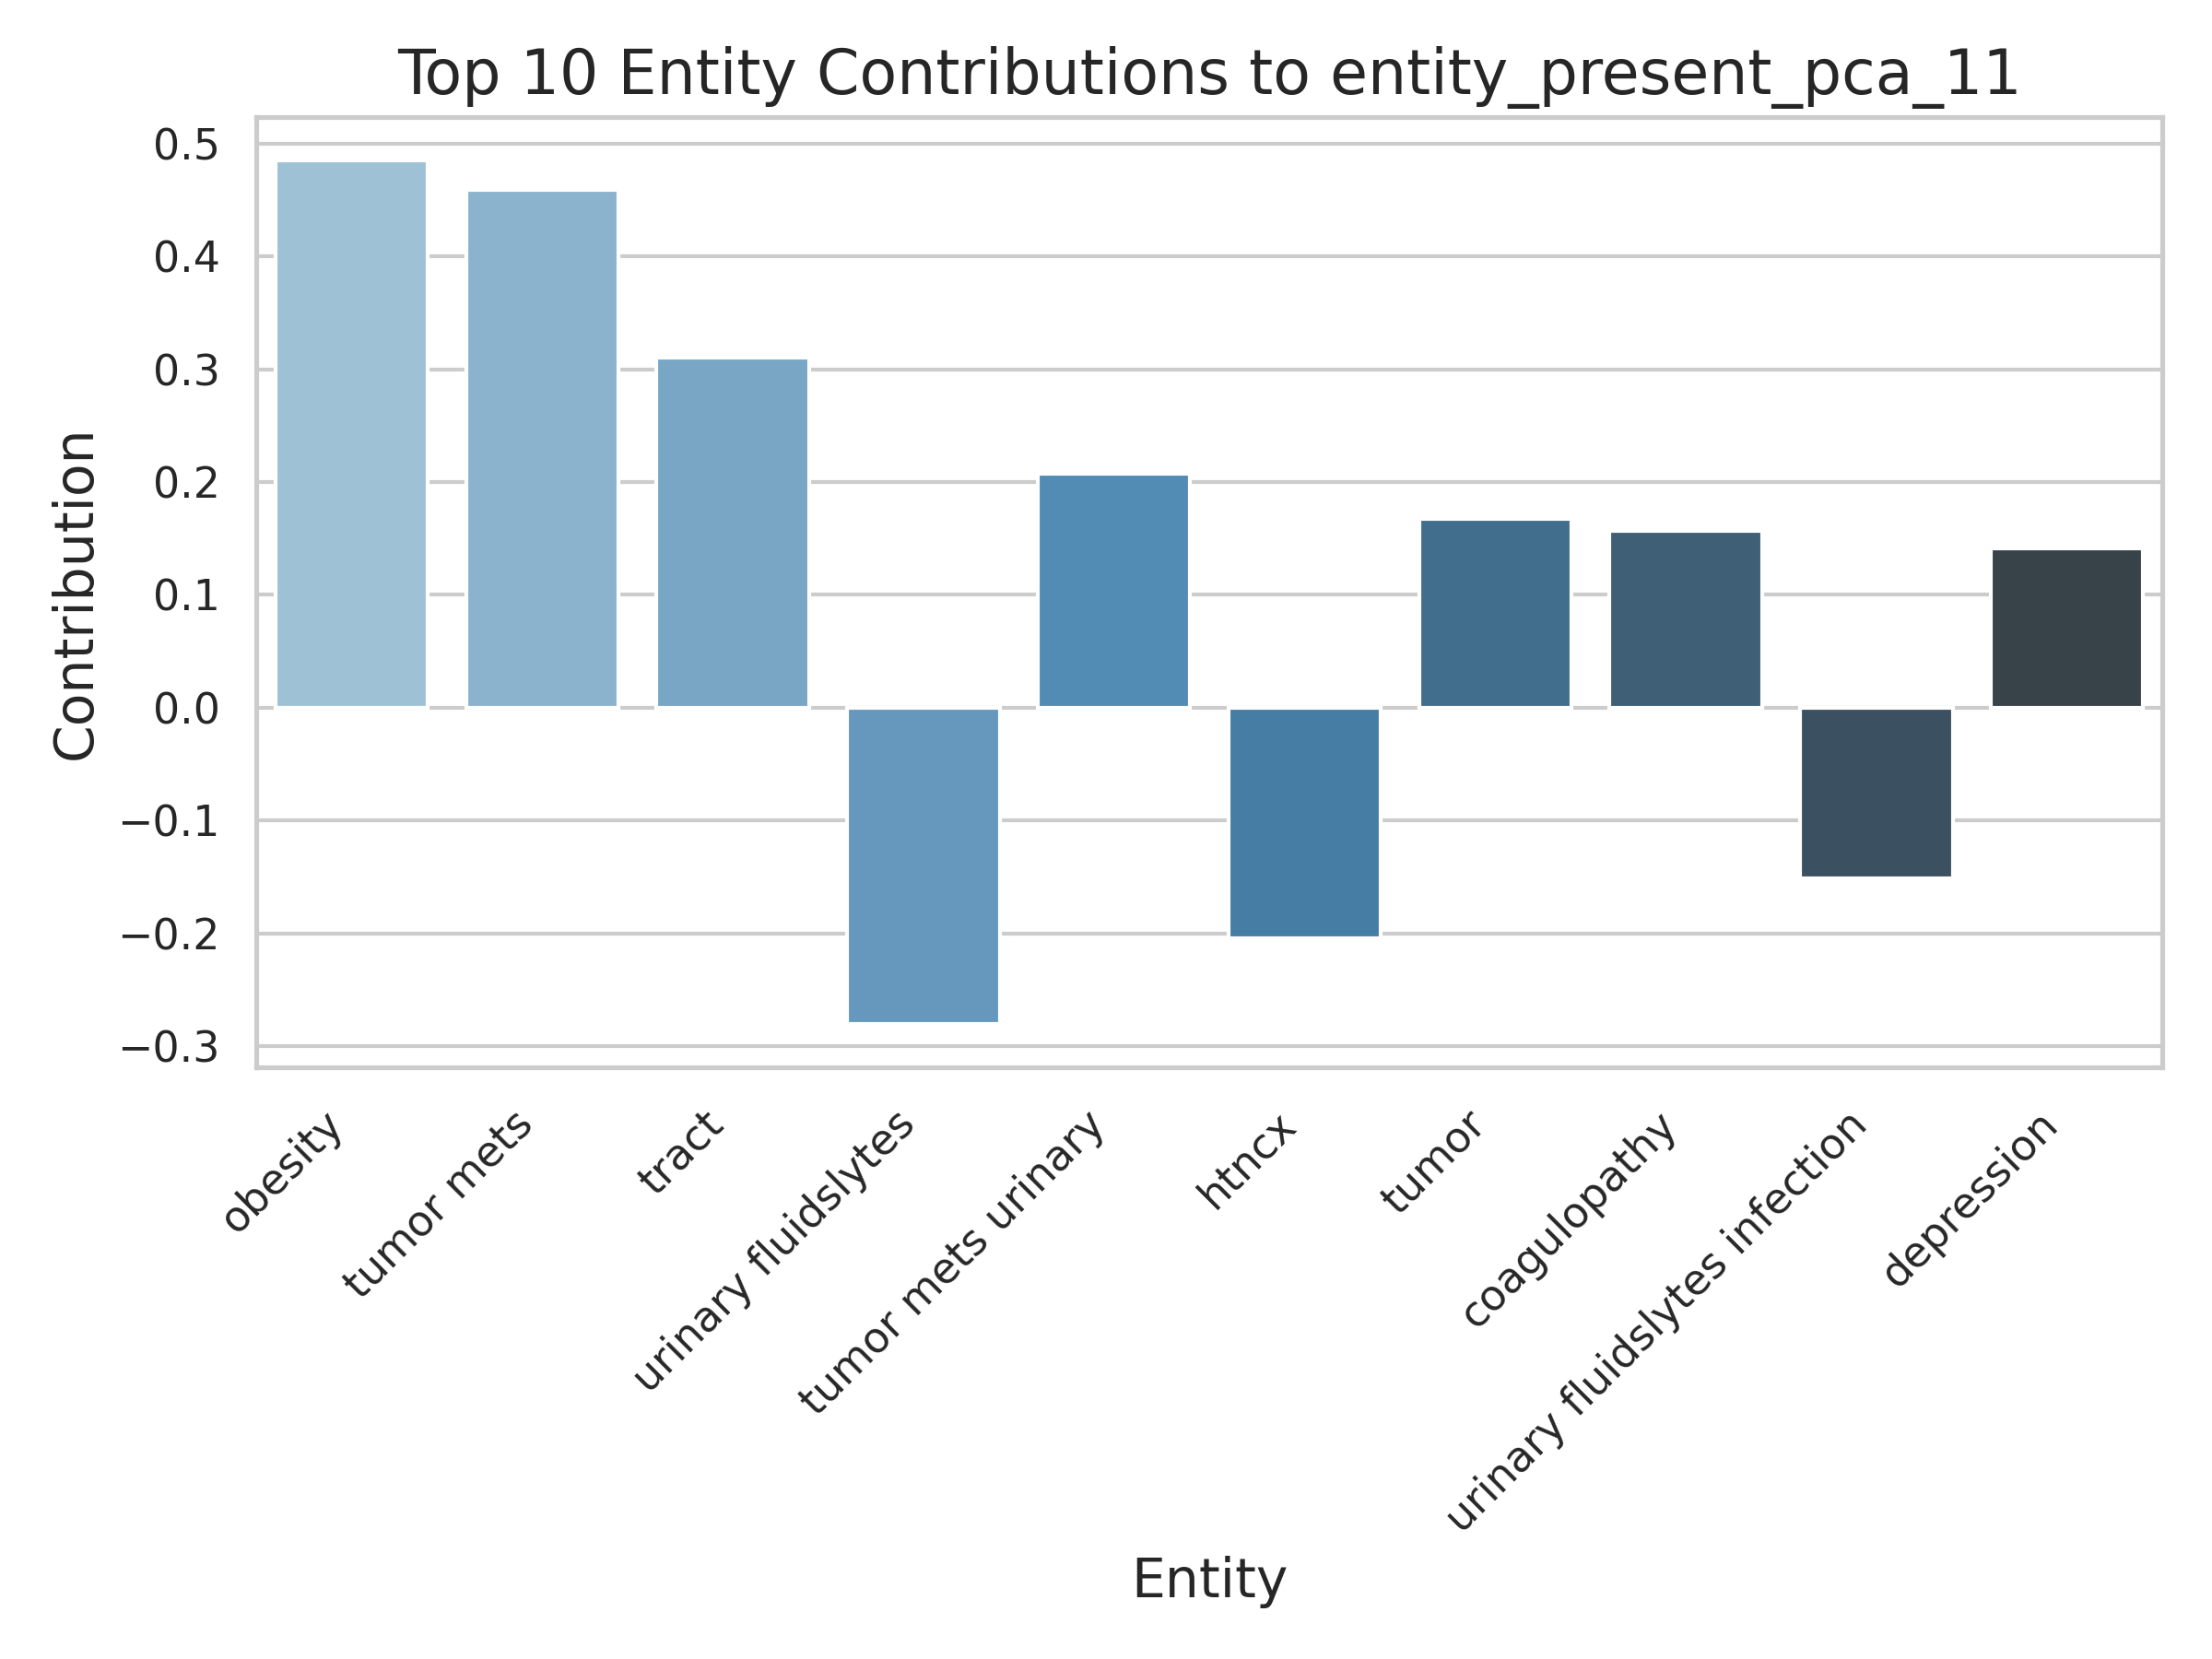 Top 10 Entity Contributions to entity_present_pca_11
0.5
0.4
0.3
0.2
0.1
0.0
−0.1
−0.2
−0.3
Contribution
obesity
tumor mets
tract
urinary fluidslytes
tumor mets urinary
htncx
tumor
coagulopathy
urinary fluidslytes infection
depression
Entity